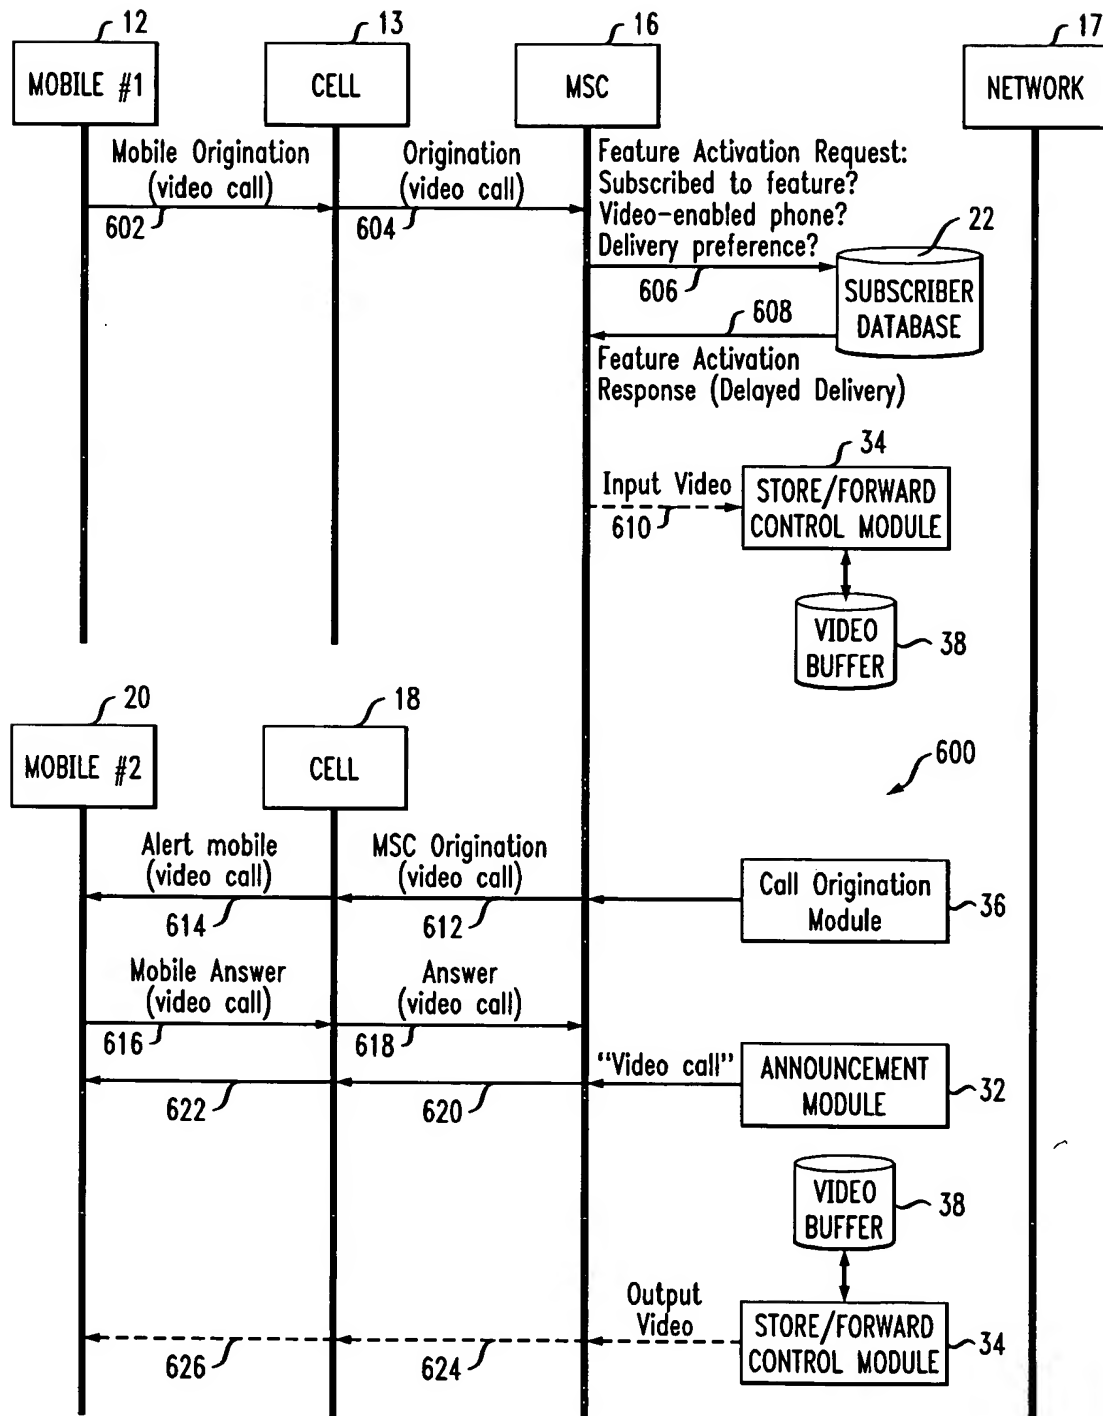 12
13
16
17
MOBILE #1
CELL
MSC
NETWORK
Mobile Origination
(video call)
602
Origination
(video call)
604
Feature Activation Request:
Subscribed to feature?
Video-enabled phone?
Delivery preference?
606
22
SUBSCRIBER
DATABASE
608
Feature Activation
Response (Delayed Delivery)
34
Input Video
610
STORE/FORWARD
CONTROL MODULE
VIDEO
BUFFER
38
20
18
MOBILE #2
CELL
600
Alert mobile
(video call)
614
MSC Origination
(video call)
612
Call Origination
Module
36
Mobile Answer
(video call)
616
Answer
(video call)
618
"Video call"
ANNOUNCEMENT
MODULE
32
622
620
VIDEO
BUFFER
38
Output
Video
STORE/FORWARD
CONTROL MODULE
34
626
624